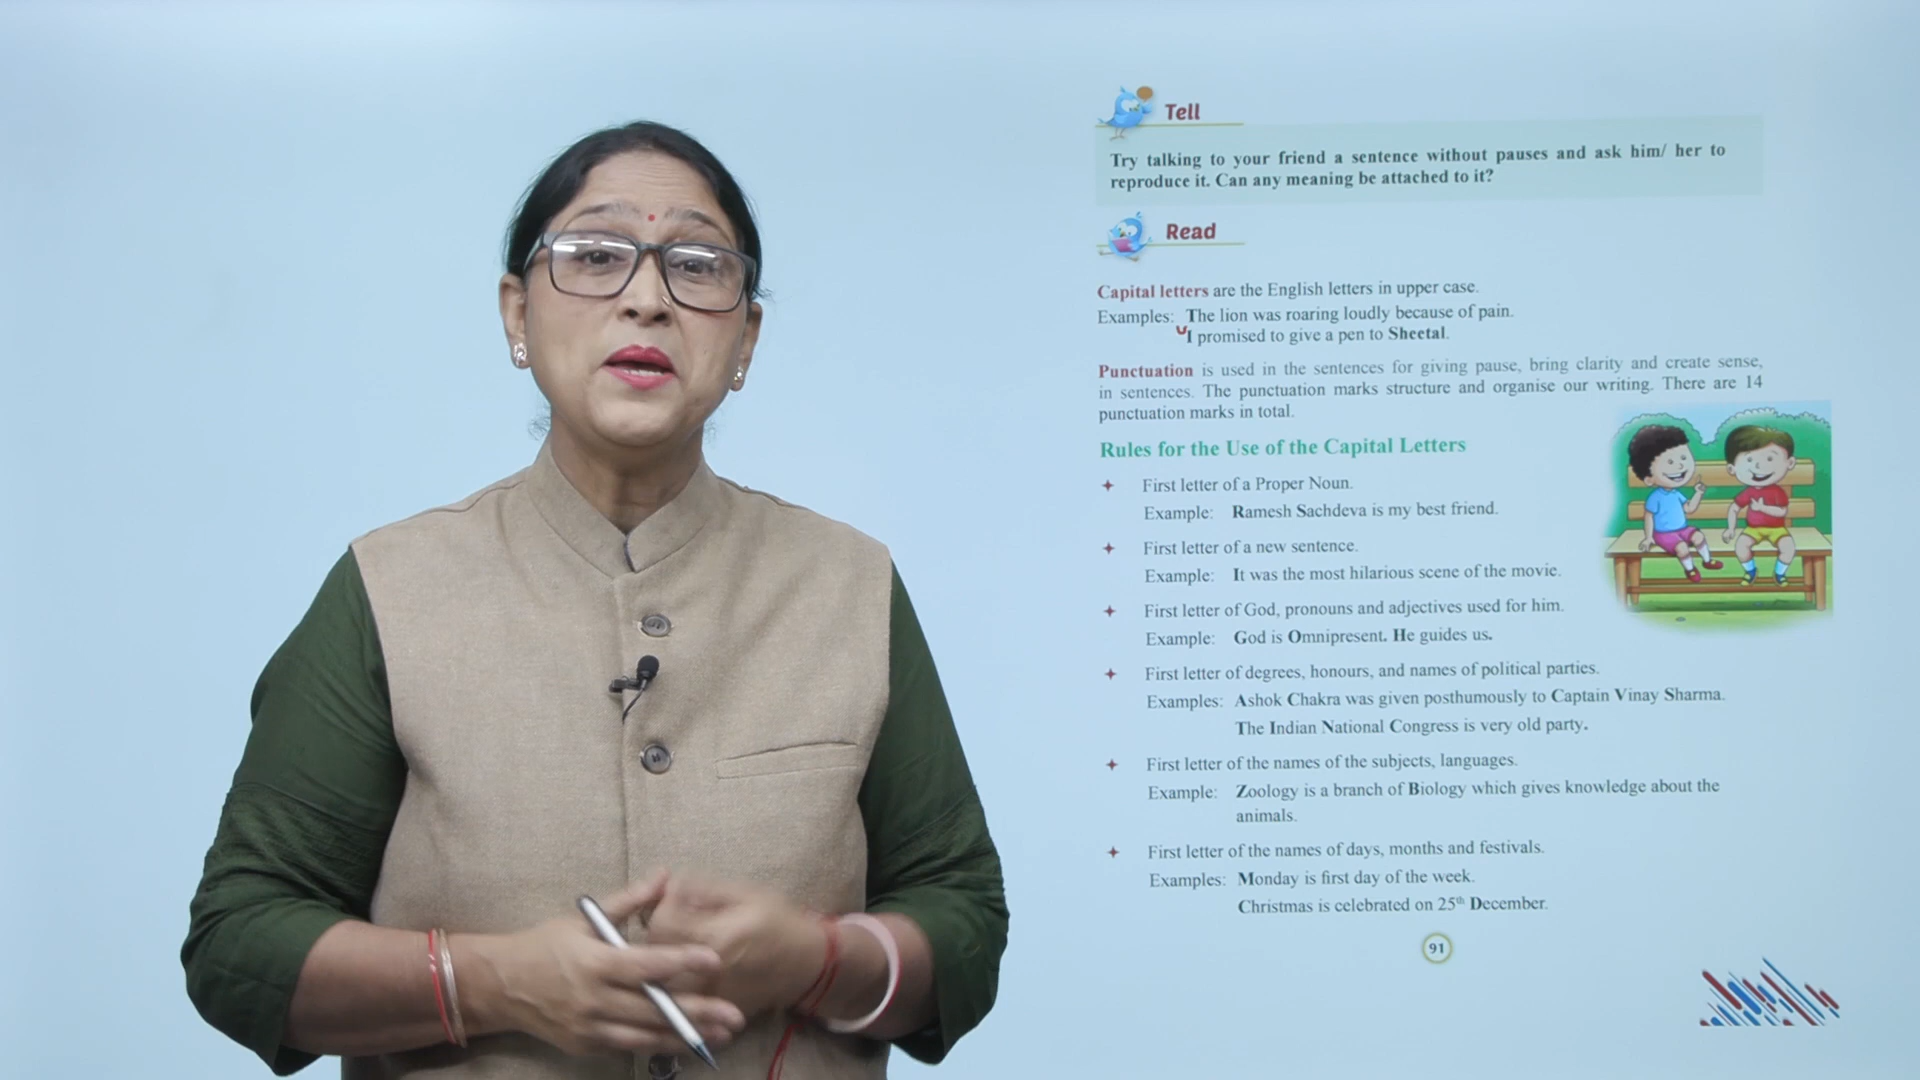 Tell
Try talking to your friend a sentence without pauses and ask him/ her to
reproduce it. Can any meaning be attached to it?
Read
Capital letters are the English letters in upper case.
Examples: The lion was roaring loudly because of pain.
I promised to give a pen to Sheetal.
Punctuation is used in the sentences for giving pause, bring clarity and create sense,
in sentences. The punctuation marks structure and organise our writing. There are 14
punctuation marks in total.
Rules for the Use of the Capital Letters
First letter of a Proper Noun.
Example: Ramesh Sachdeva is my best friend.
First letter of a new sentence.
Example: It was the most hilarious scene of the movie.
First letter of God, pronouns and adjectives used for him.
Example: God is Omnipresent. He guides us.
First letter of degrees, honours, and names of political parties.
Examples: Ashok Chakra was given posthumously to Captain Vinay Sharma.
The Indian National Congress is very old party.
First letter of the names of the subjects, languages.
Example: Zoology is a branch of Biology which gives knowledge about the
animals.
First letter of the names of days, months and festivals.
Examples: Monday is first day of the week.
Christmas is celebrated on 25th December.
91